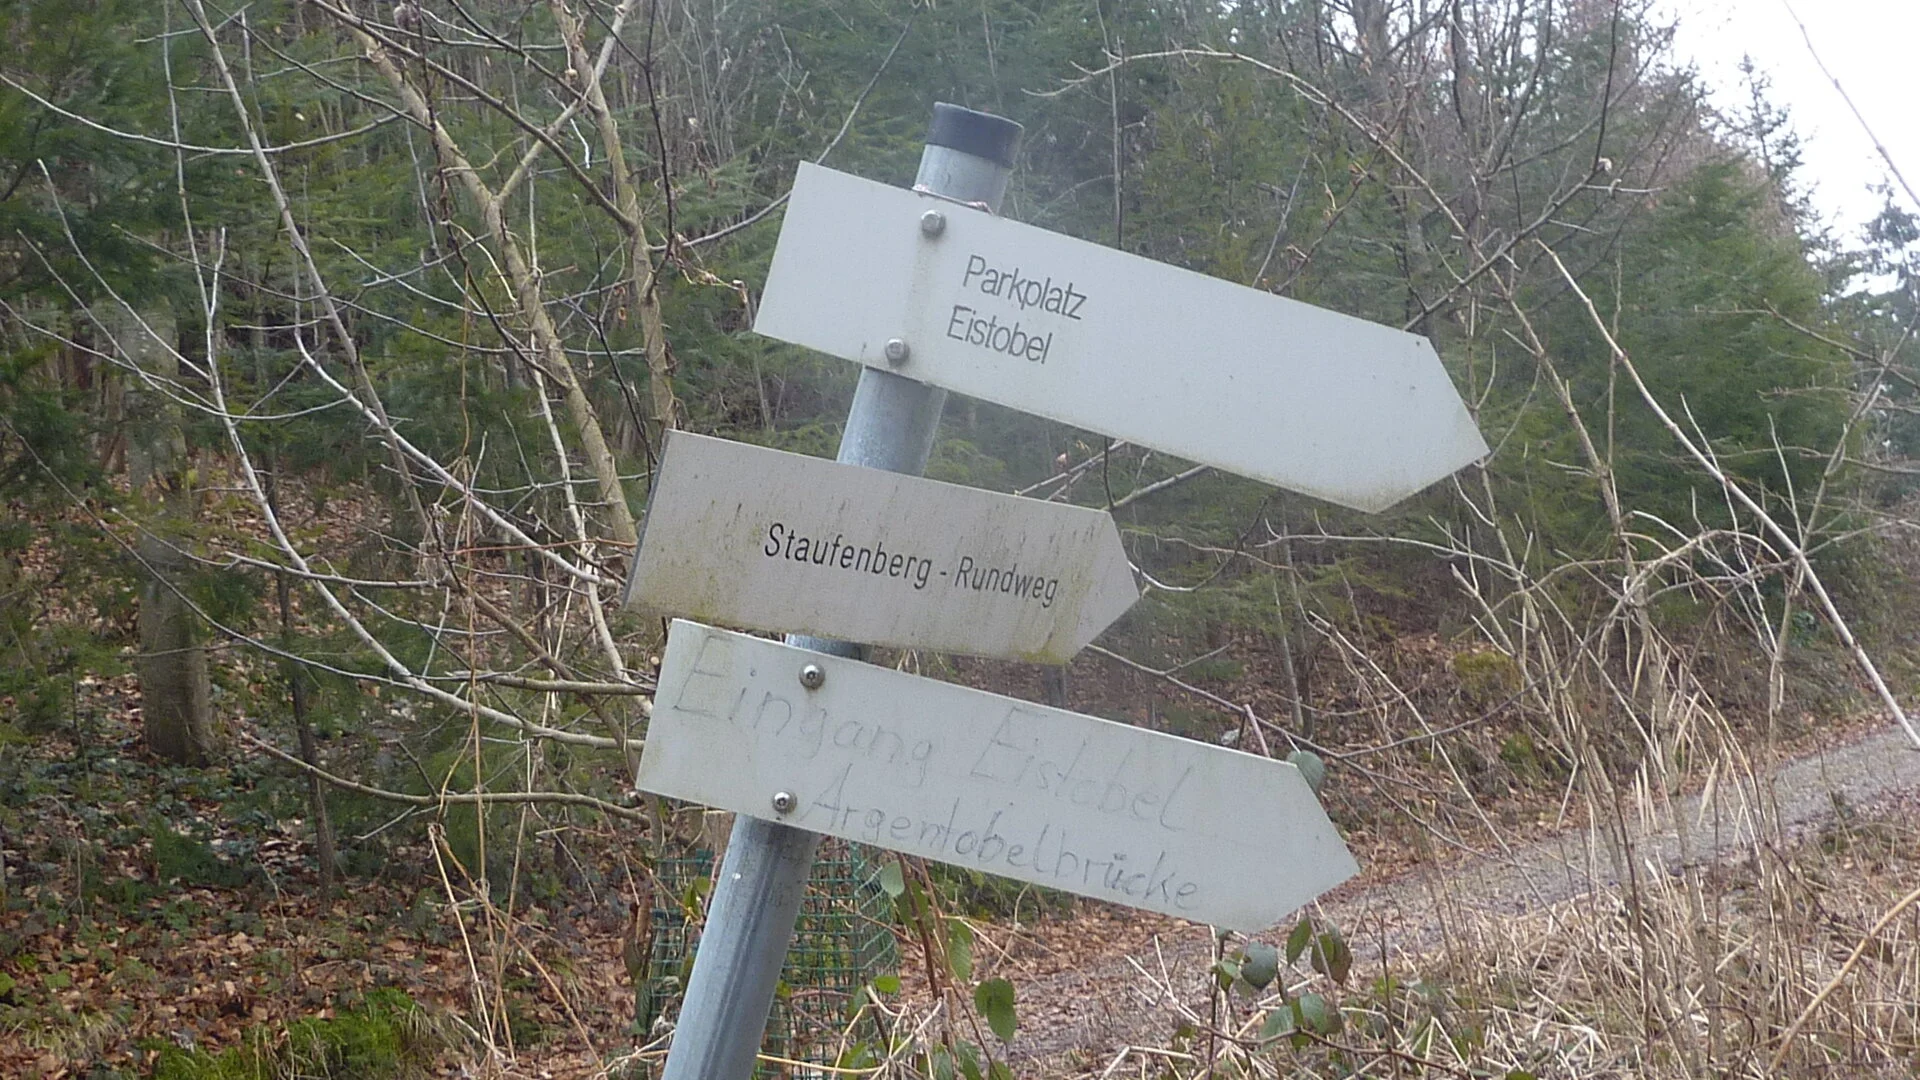 Parkplatz
Eistobel
Staufenberg - Rundweg
Eingang Eistobel
Argentobelbrücke